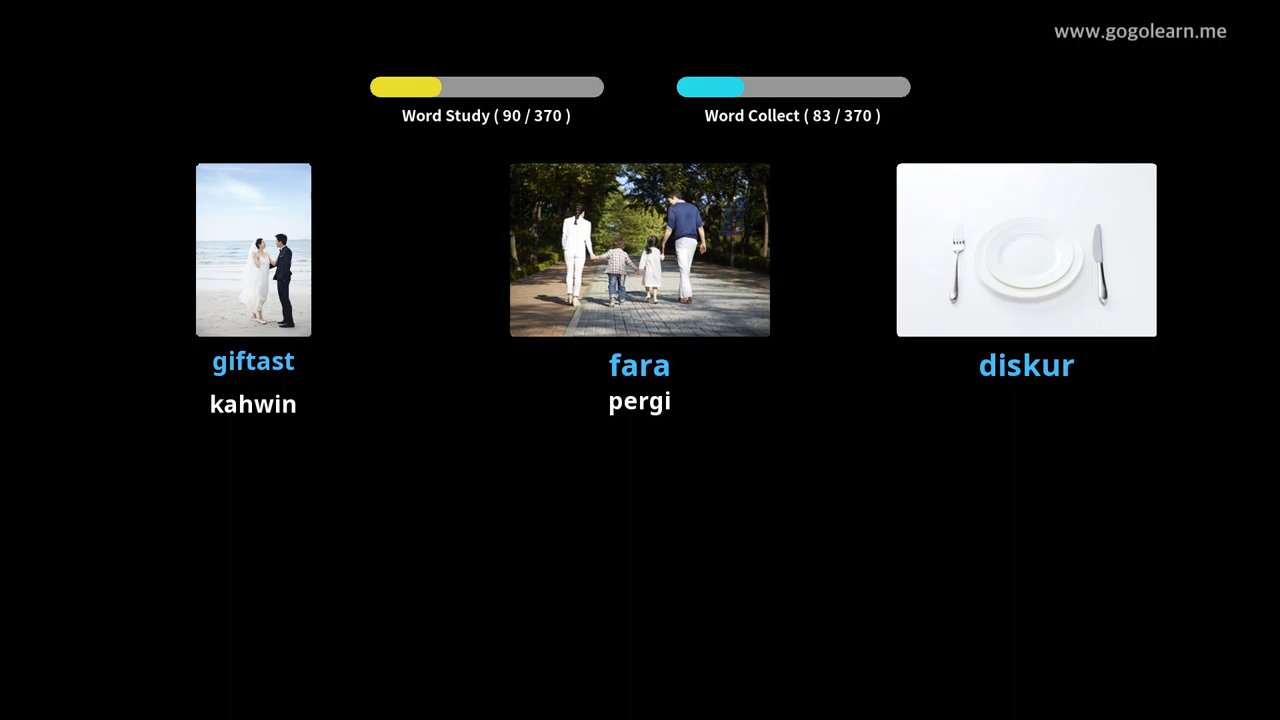 www.gogolearn.me
Word Study ( 90 / 370 )
Word Collect ( 83 / 370 )
giftast
kahwin
fara
pergi
diskur